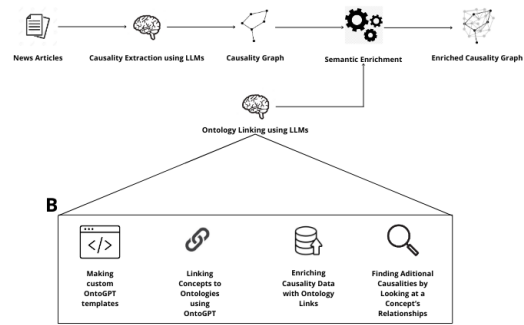 News Articles
Causality Extraction using LLMs
Causality Graph
Semantic Enrichment
Enriched Causality Graph
Ontology Linking using LLMs
B
</>
Making
custom
OntoGPT
templates
Linking
Concepts to
Ontologies
using
OntoGPT
Enriching
Causality Data
with Ontology
Links
Finding Aditional
Causalities by
Looking at a
Concept's
Relationships